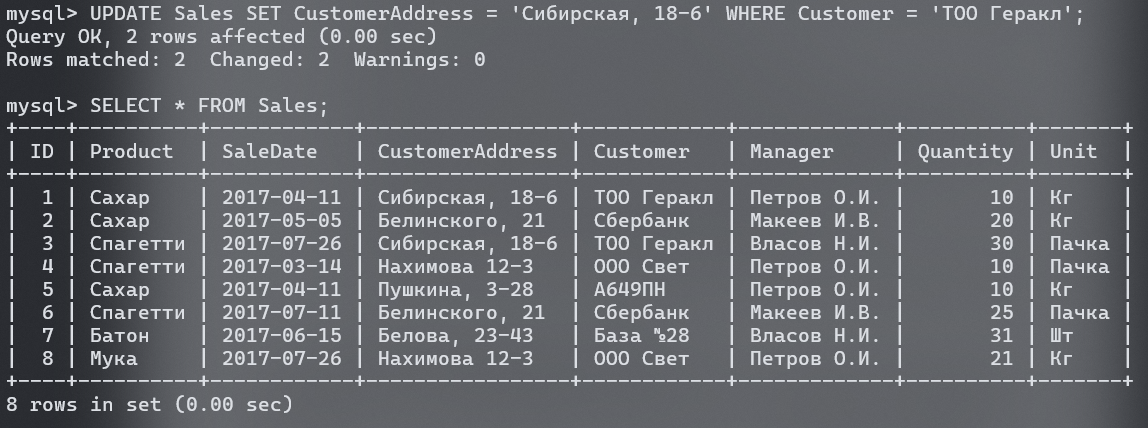 mysql> UPDATE Sales SET CustomerAddress = 'Сибирская, 18-6' WHERE Customer = 'ТОО Геракл';
Query OK, 2 rows affected (0.00 sec)
Rows matched: 2  Changed: 2  Warnings: 0
mysql> SELECT * FROM Sales;
+----+----------+------------+-----------------+------------+-------------+----------+-------+
| ID | Product  | SaleDate   | CustomerAddress | Customer   | Manager     | Quantity | Unit  |
+----+----------+------------+-----------------+------------+-------------+----------+-------+
|  1 | Сахар    | 2017-04-11 | Сибирская, 18-6 | ТОО Геракл | Петров О.И. |       10 | Кг    |
|  2 | Сахар    | 2017-05-05 | Белинского, 21  | Сбербанк   | Макеев И.В. |       20 | Кг    |
|  3 | Спагетти | 2017-07-26 | Сибирская, 18-6 | ТОО Геракл | Власов Н.И. |       30 | Пачка |
|  4 | Спагетти | 2017-03-14 | Нахимова 12-3   | ООО Свет   | Петров О.И. |       10 | Пачка |
|  5 | Сахар    | 2017-04-11 | Пушкина, 3-28   | А649ПН     | Петров О.И. |       10 | Кг    |
|  6 | Спагетти | 2017-07-11 | Белинского, 21  | Сбербанк   | Макеев И.В. |       25 | Пачка |
|  7 | Батон    | 2017-06-15 | Белова, 23-43   | База №28   | Власов Н.И. |       31 | Шт    |
|  8 | Мука     | 2017-07-26 | Нахимова 12-3   | ООО Свет   | Петров О.И. |       21 | Кг    |
+----+----------+------------+-----------------+------------+-------------+----------+-------+
8 rows in set (0.00 sec)